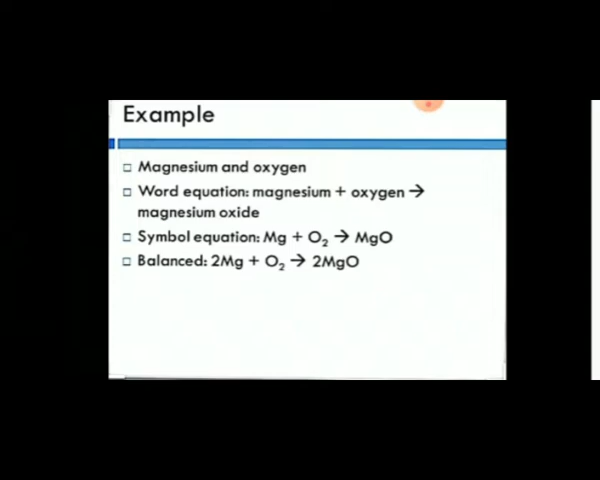 Example
Magnesium and oxygen
Word equation: magnesium + oxygen →
magnesium oxide
Symbol equation: Mg + O₂ → MgO
Balanced: 2Mg + O₂ → 2MgO